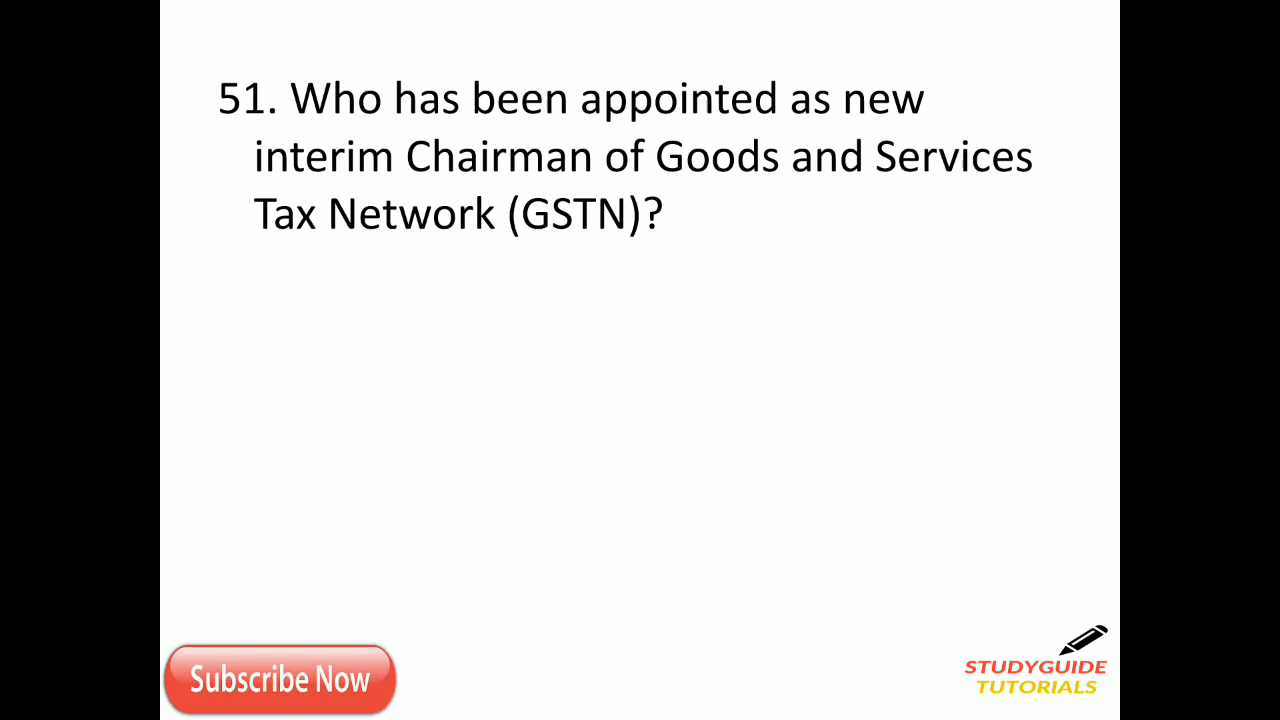 51. Who has been appointed as new
interim Chairman of Goods and Services
Tax Network (GSTN)?
Subscribe Now
STUDYGUIDE
TUTORIALS